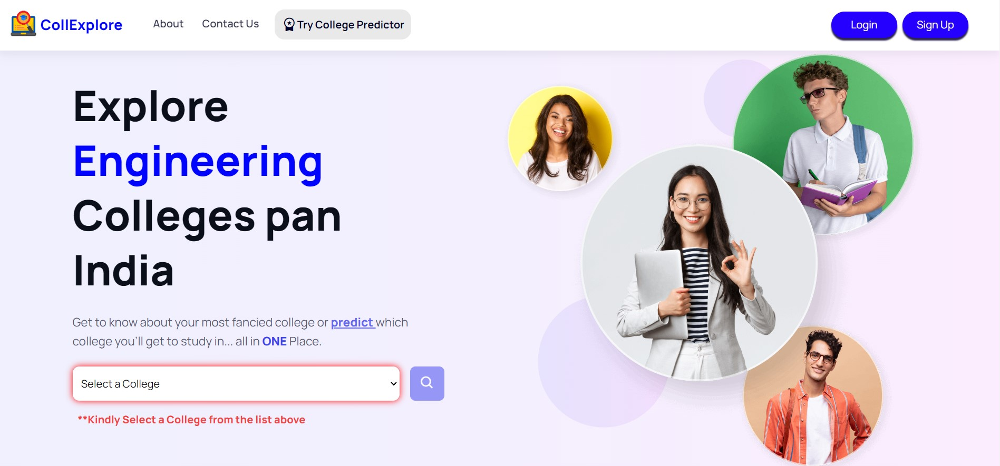 CollExplore
About
Contact Us
Try College Predictor
Login
Sign Up
Explore
Engineering
Colleges pan
India
Get to know about your most fancied college or predict which
college you'll get to study in... all in ONE Place.
Select a College
**Kindly Select a College from the list above